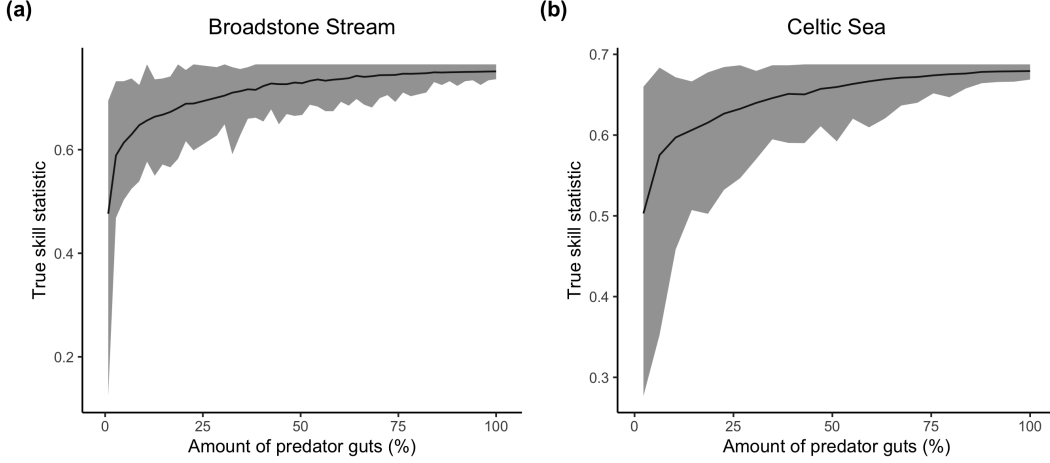 (a)
Broadstone Stream
True skill statistic
0.6
0.4
0.2
0 25 50 75 100
Amount of predator guts (%)
(b)
Celtic Sea
True skill statistic
0.7
0.6
0.5
0.4
0.3
0 25 50 75 100
Amount of predator guts (%)